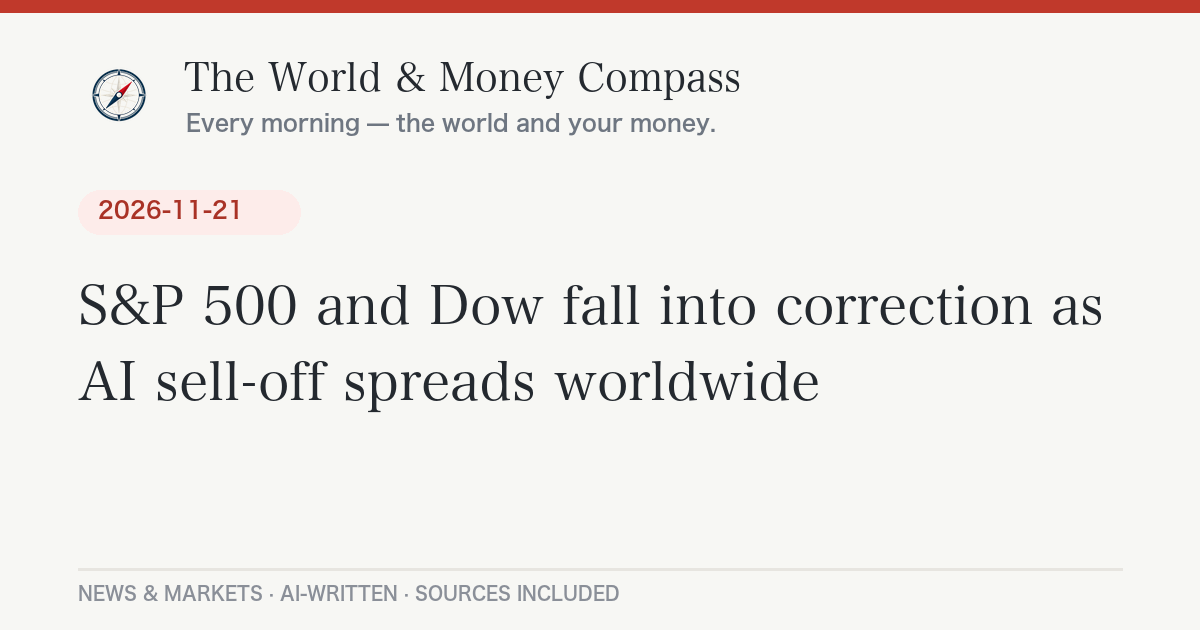 The World & Money Compass
Every morning — the world and your money.
2026-11-21
S&P 500 and Dow fall into correction as
AI sell-off spreads worldwide
NEWS & MARKETS · AI-WRITTEN · SOURCES INCLUDED